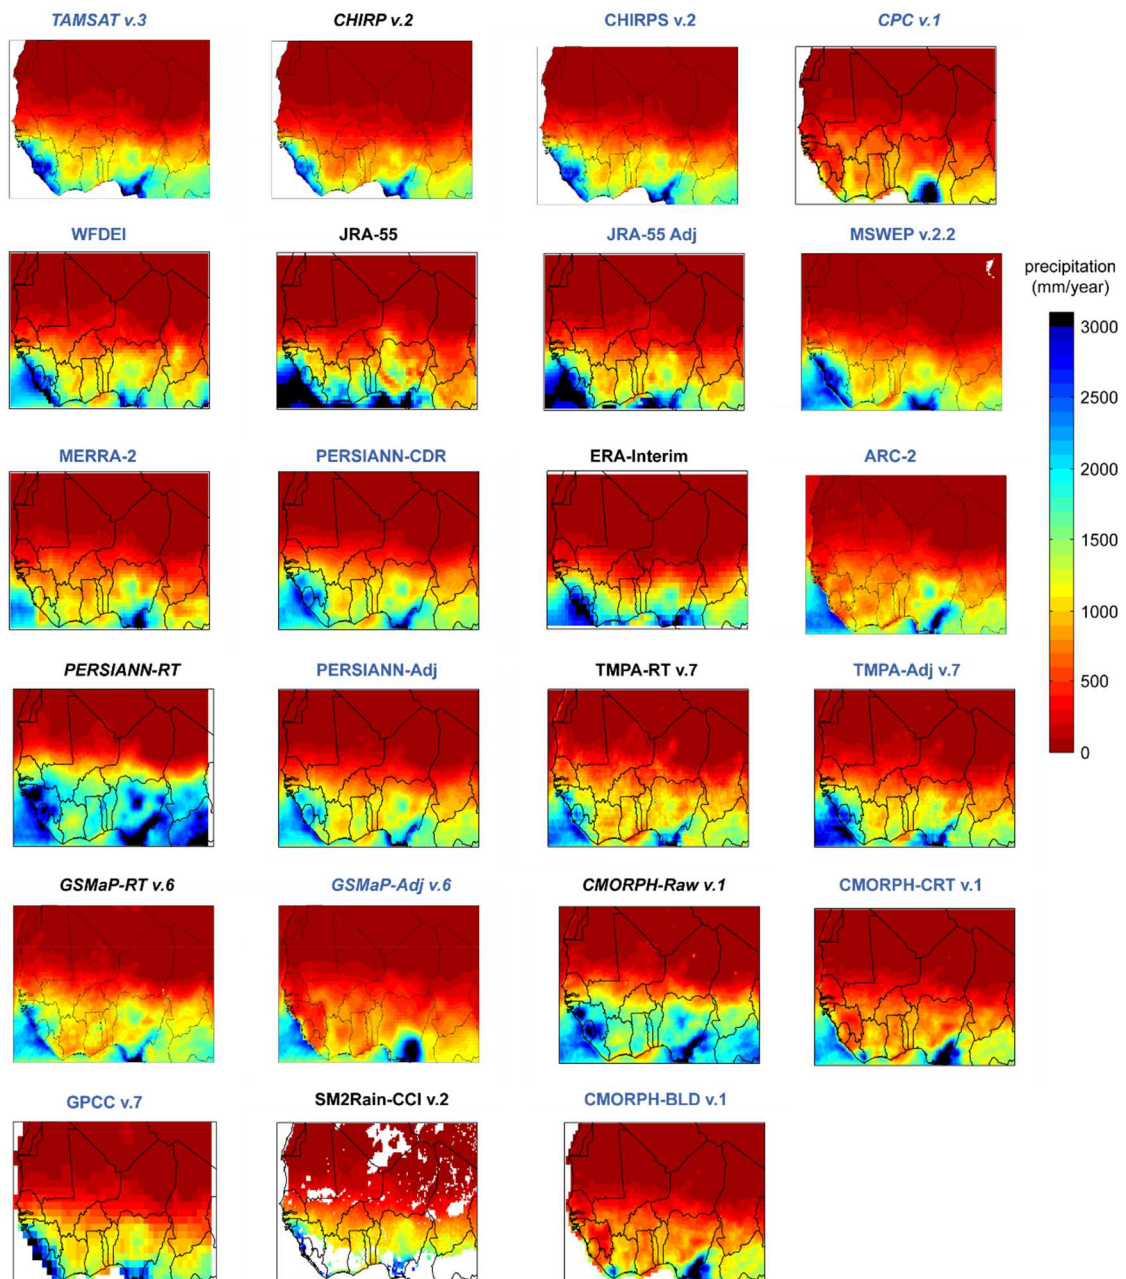 TAMSAT v.3
CHIRP v.2
CHIRPS v.2
CPC v.1
WFDEI
JRA-55
JRA-55 Adj
MSWEP v.2.2
precipitation
(mm/year)
3000
2500
2000
1500
1000
500
0
MERRA-2
PERSIANN-CDR
ERA-Interim
ARC-2
PERSIANN-RT
PERSIANN-Adj
TMPA-RT v.7
TMPA-Adj v.7
GSMaP-RT v.6
GSMaP-Adj v.6
CMORPH-Raw v.1
CMORPH-CRT v.1
GPCC v.7
SM2Rain-CCI v.2
CMORPH-BLD v.1